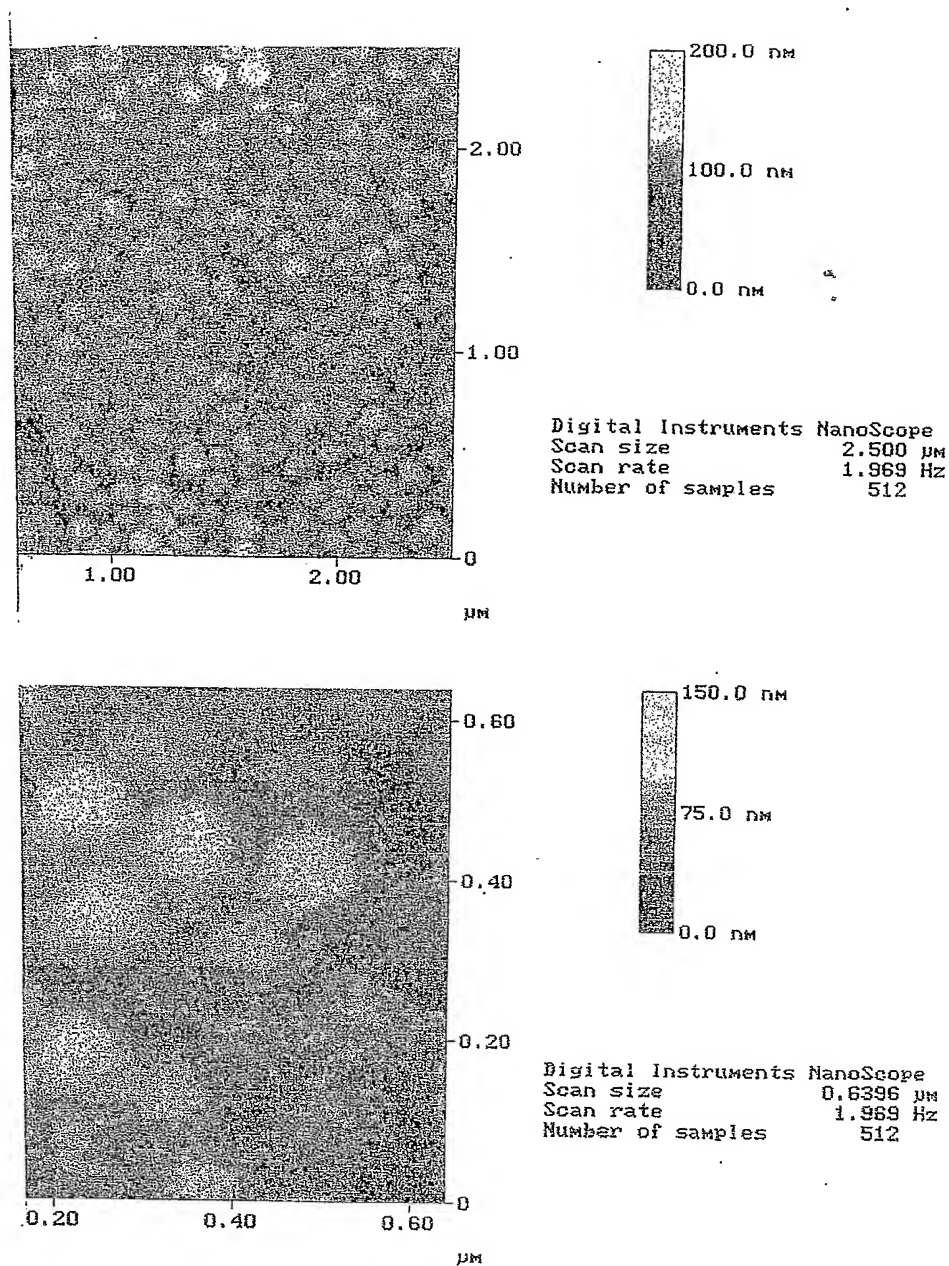 200.0 nm
2.00
100.0 nm
0.0 nm
1.00
Digital Instruments NanoScope
Scan size 2.500 µm
Scan rate 1.969 Hz
Number of samples 512
0
1.00 2.00
µm
150.0 nm
0.60
75.0 nm
0.40
0.0 nm
0.20
Digital Instruments NanoScope
Scan size 0.6396 µm
Scan rate 1.969 Hz
Number of samples 512
0
0.20 0.40 0.60
µm